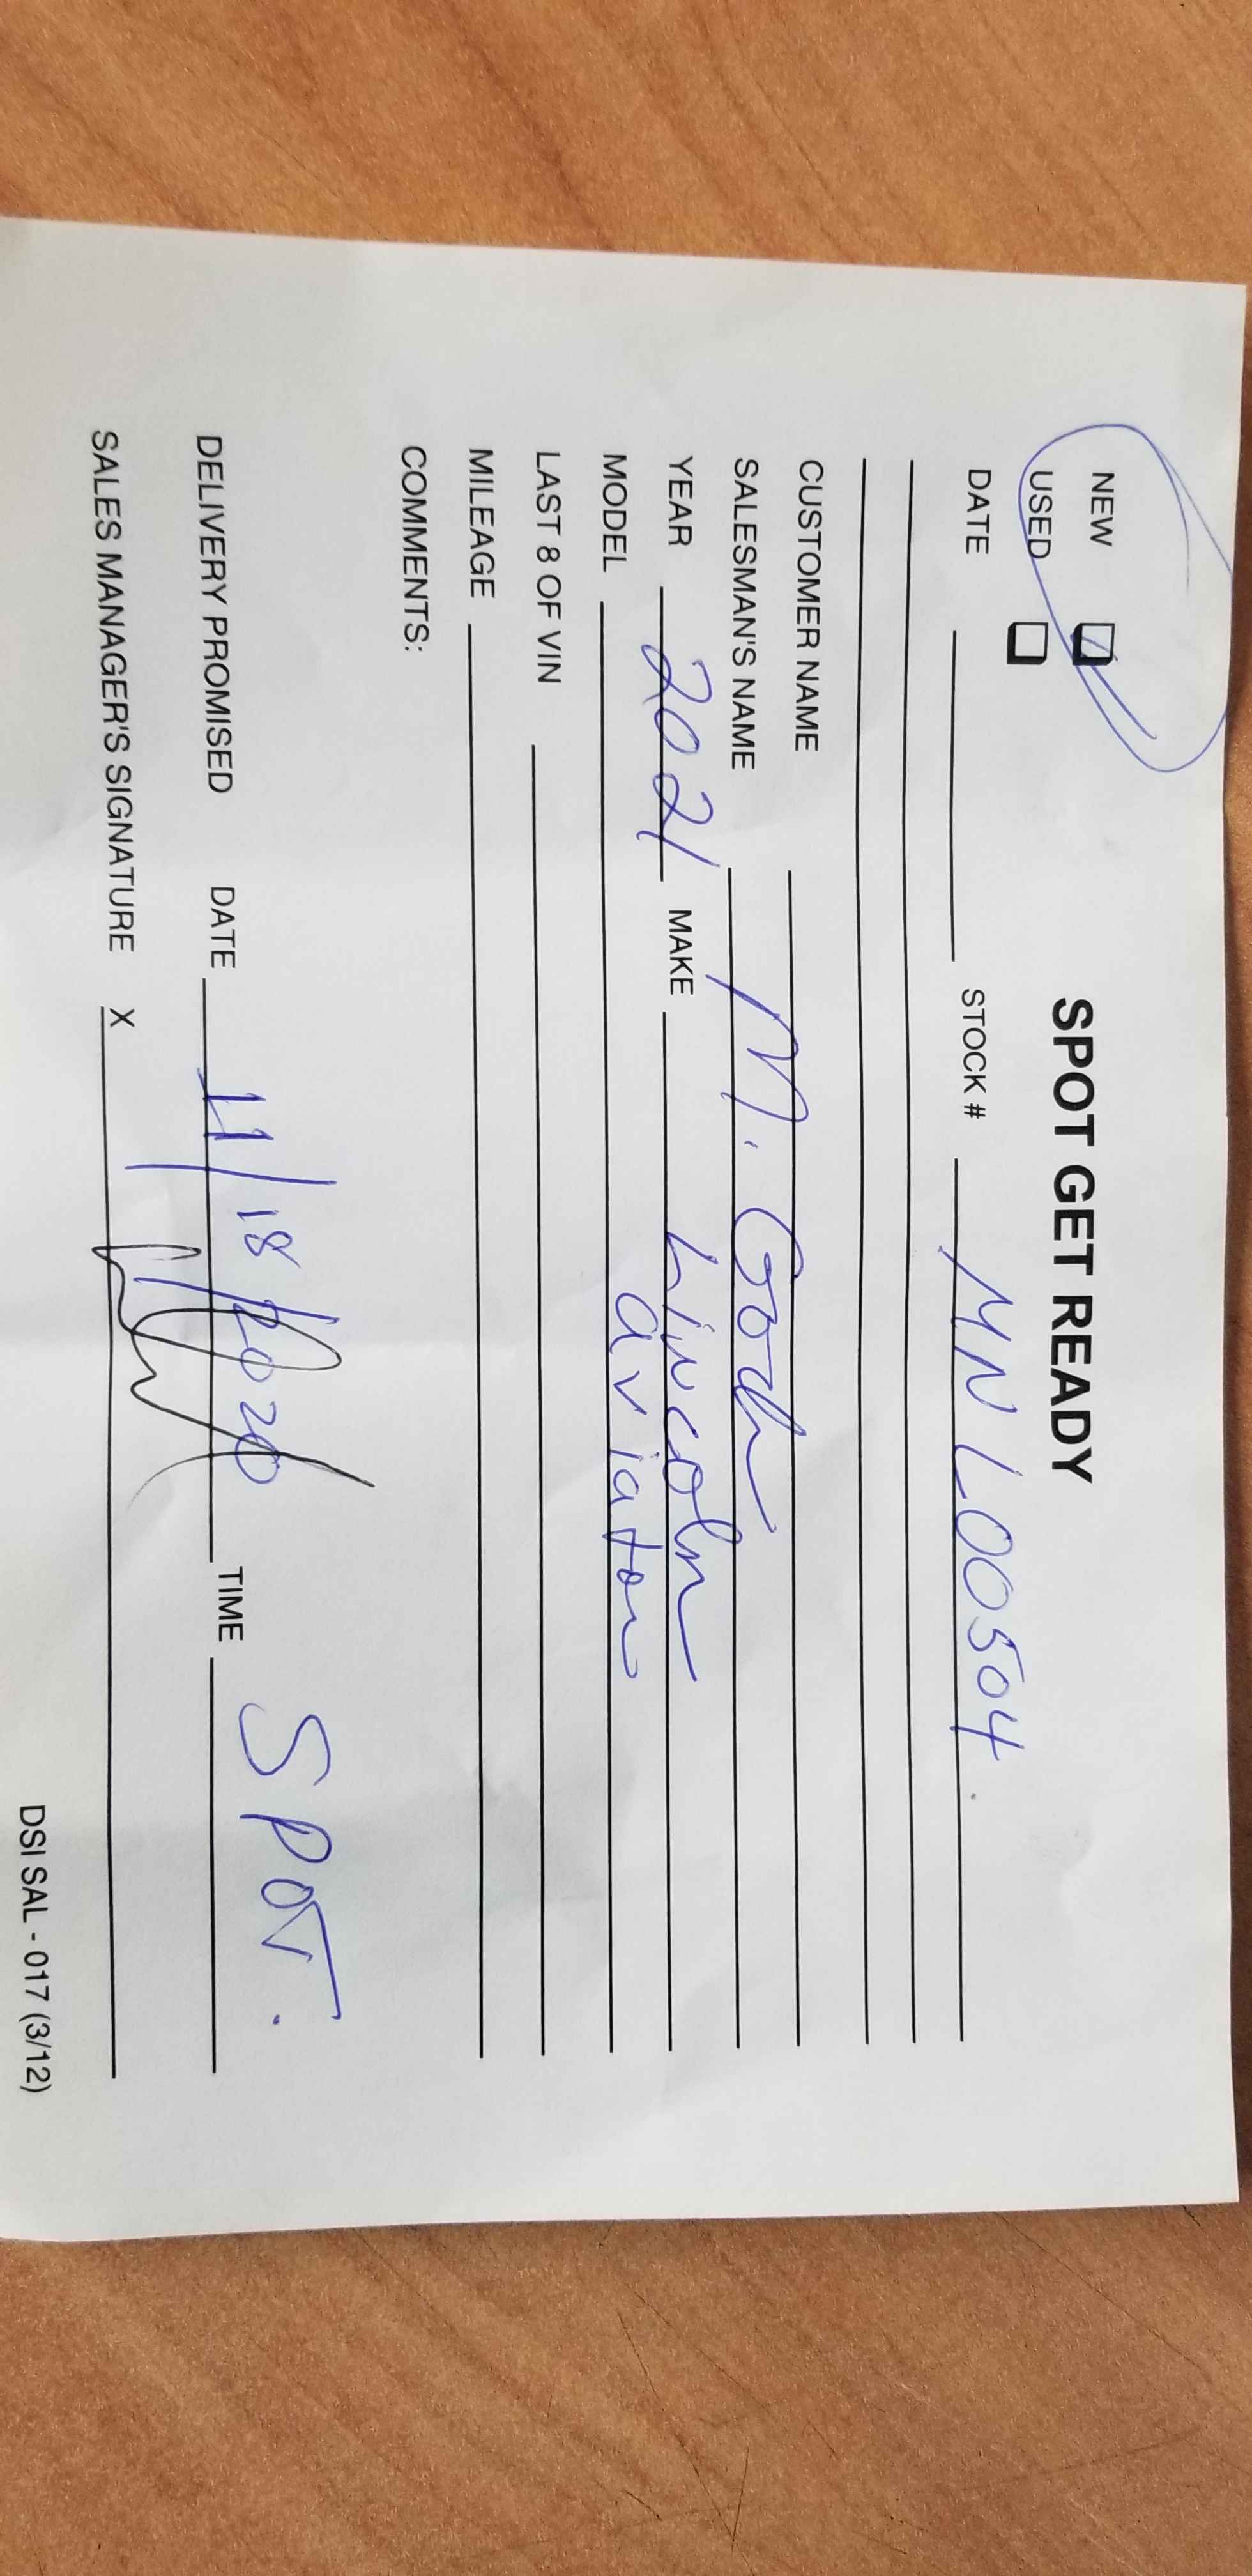 SPOT GET READY
NEW
USED
DATE STOCK # MNL00504
CUSTOMER NAME
SALESMAN'S NAME M.
YEAR 2021 MAKE Lincoln
MODEL aviator
LAST 8 OF VIN
MILEAGE
COMMENTS:
DELIVERY PROMISED DATE 11/18/2020 TIME SPOT.
SALES MANAGER'S SIGNATURE X
DSI SAL - 017 (3/12)